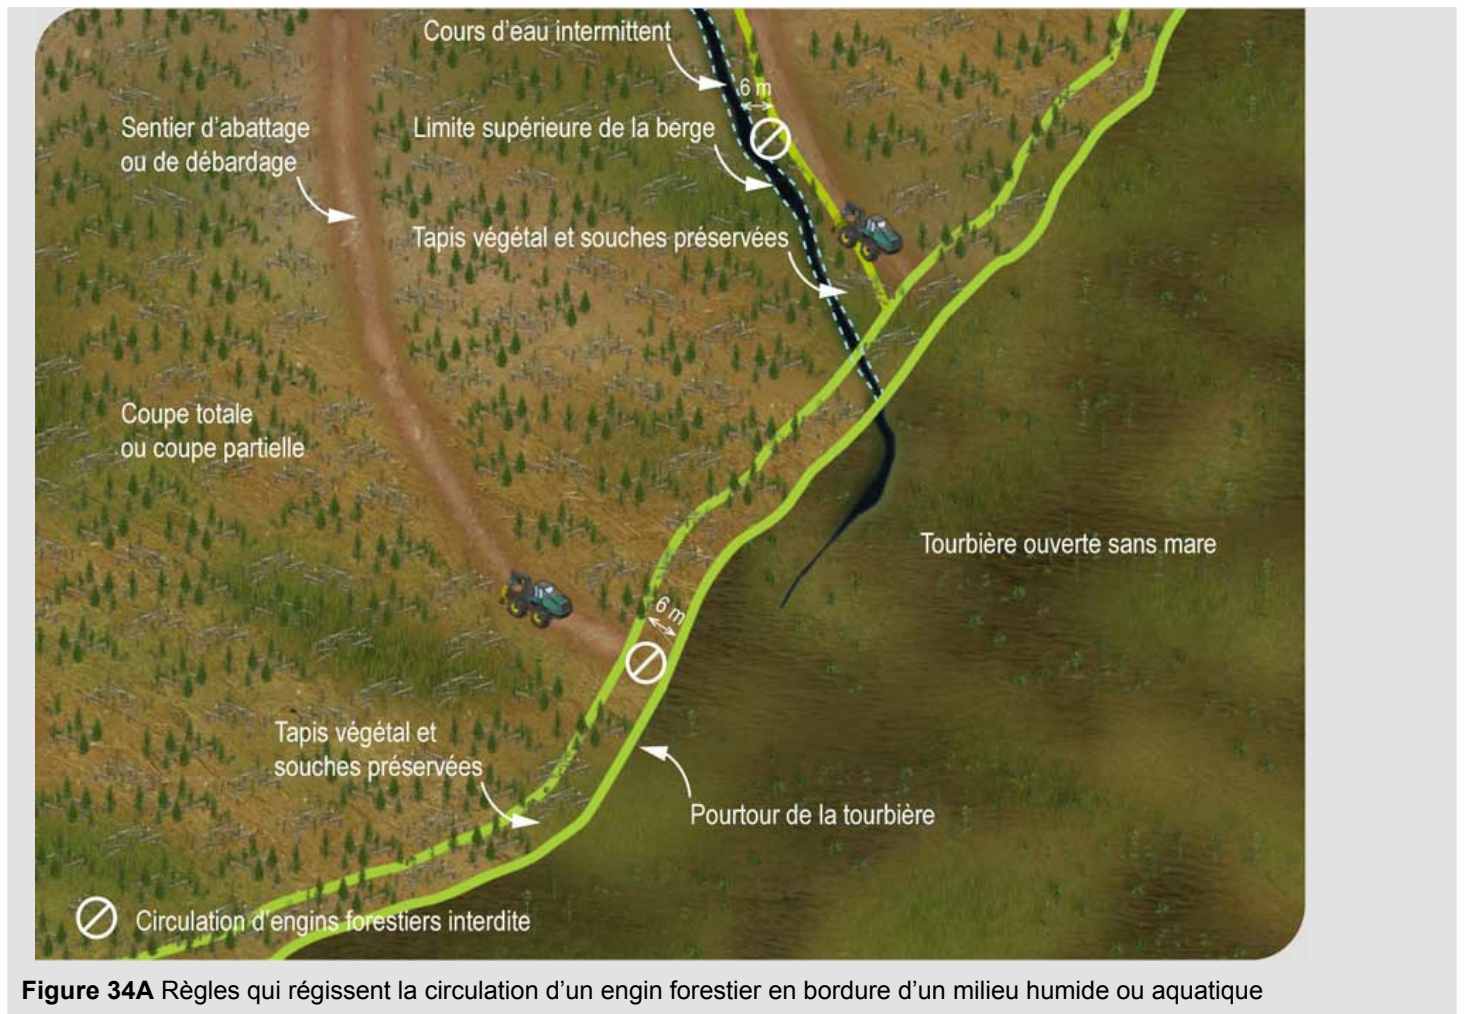 Cours d'eau intermittent
6 m
Sentier d'abattage
ou de débardage
Limite supérieure de la berge
Tapis végétal et souches préservées
Coupe totale
ou coupe partielle
Tourbière ouverte sans mare
6 m
Tapis végétal et
souches préservées
Pourtour de la tourbière
Circulation d'engins forestiers interdite
Figure 34A Règles qui régissent la circulation d'un engin forestier en bordure d'un milieu humide ou aquatique